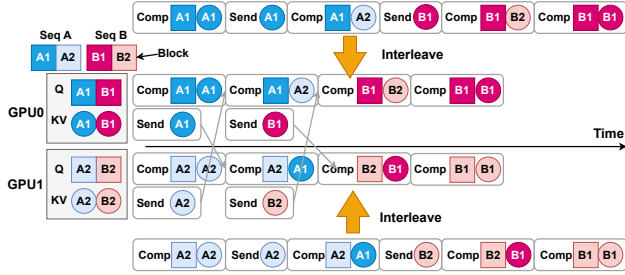 Comp A1 A1 Send A1 Comp A1 A2 Send B1 Comp B1 B2 Comp B1 B1
Seq A Seq B
A1 A2 B1 B2 Block
Interleave
GPU0
Q A1 B1
KV A1 B1
Comp A1 A1 Comp A1 A2 Comp B1 B2 Comp B1 B1
Send A1 Send B1
Time
GPU1
Q A2 B2
KV A2 B2
Comp A2 A2 Comp A2 A1 Comp B2 B1 Comp B1 B1
Send A2 Send B2
Interleave
Comp A2 A2 Send A2 Comp A2 A1 Send B2 Comp B2 B1 Comp B1 B1